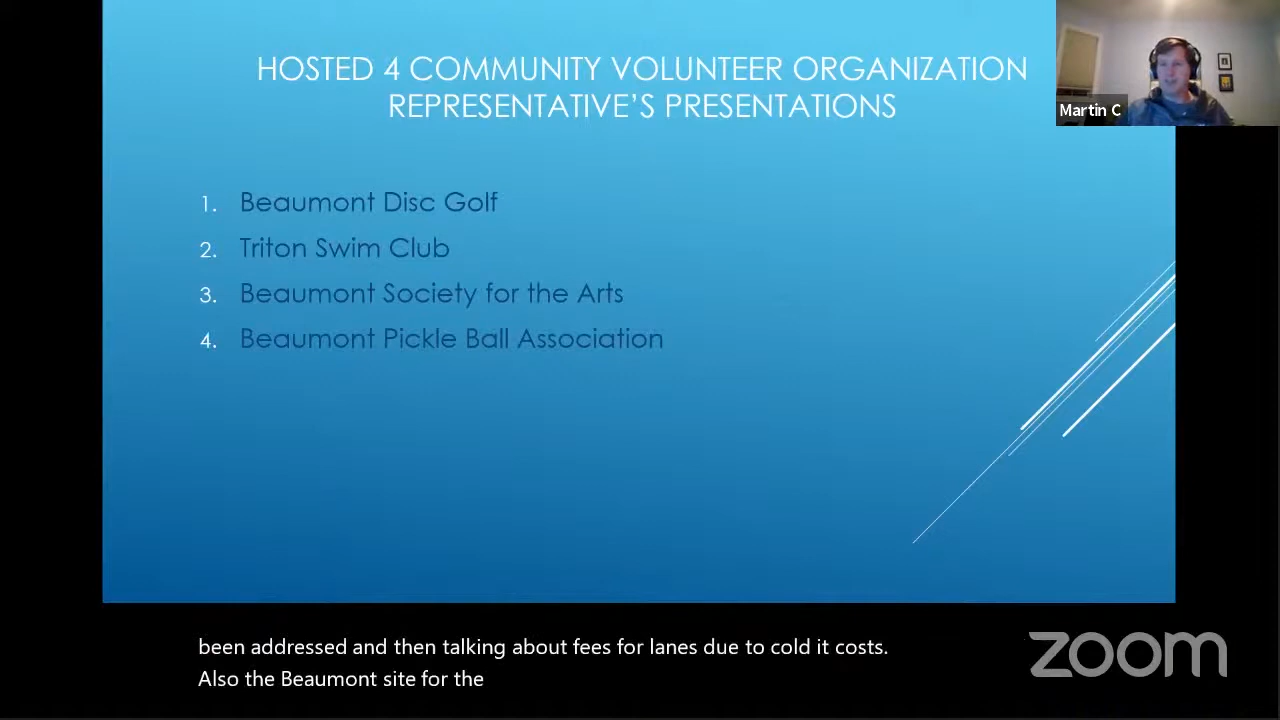 HOSTED 4 COMMUNITY VOLUNTEER ORGANIZATION
REPRESENTATIVE'S PRESENTATIONS
Martin C
1. Beaumont Disc Golf
2. Triton Swim Club
3. Beaumont Society for the Arts
4. Beaumont Pickle Ball Association
been addressed and then talking about fees for lanes due to cold it costs.
Also the Beaumont site for the
zoom